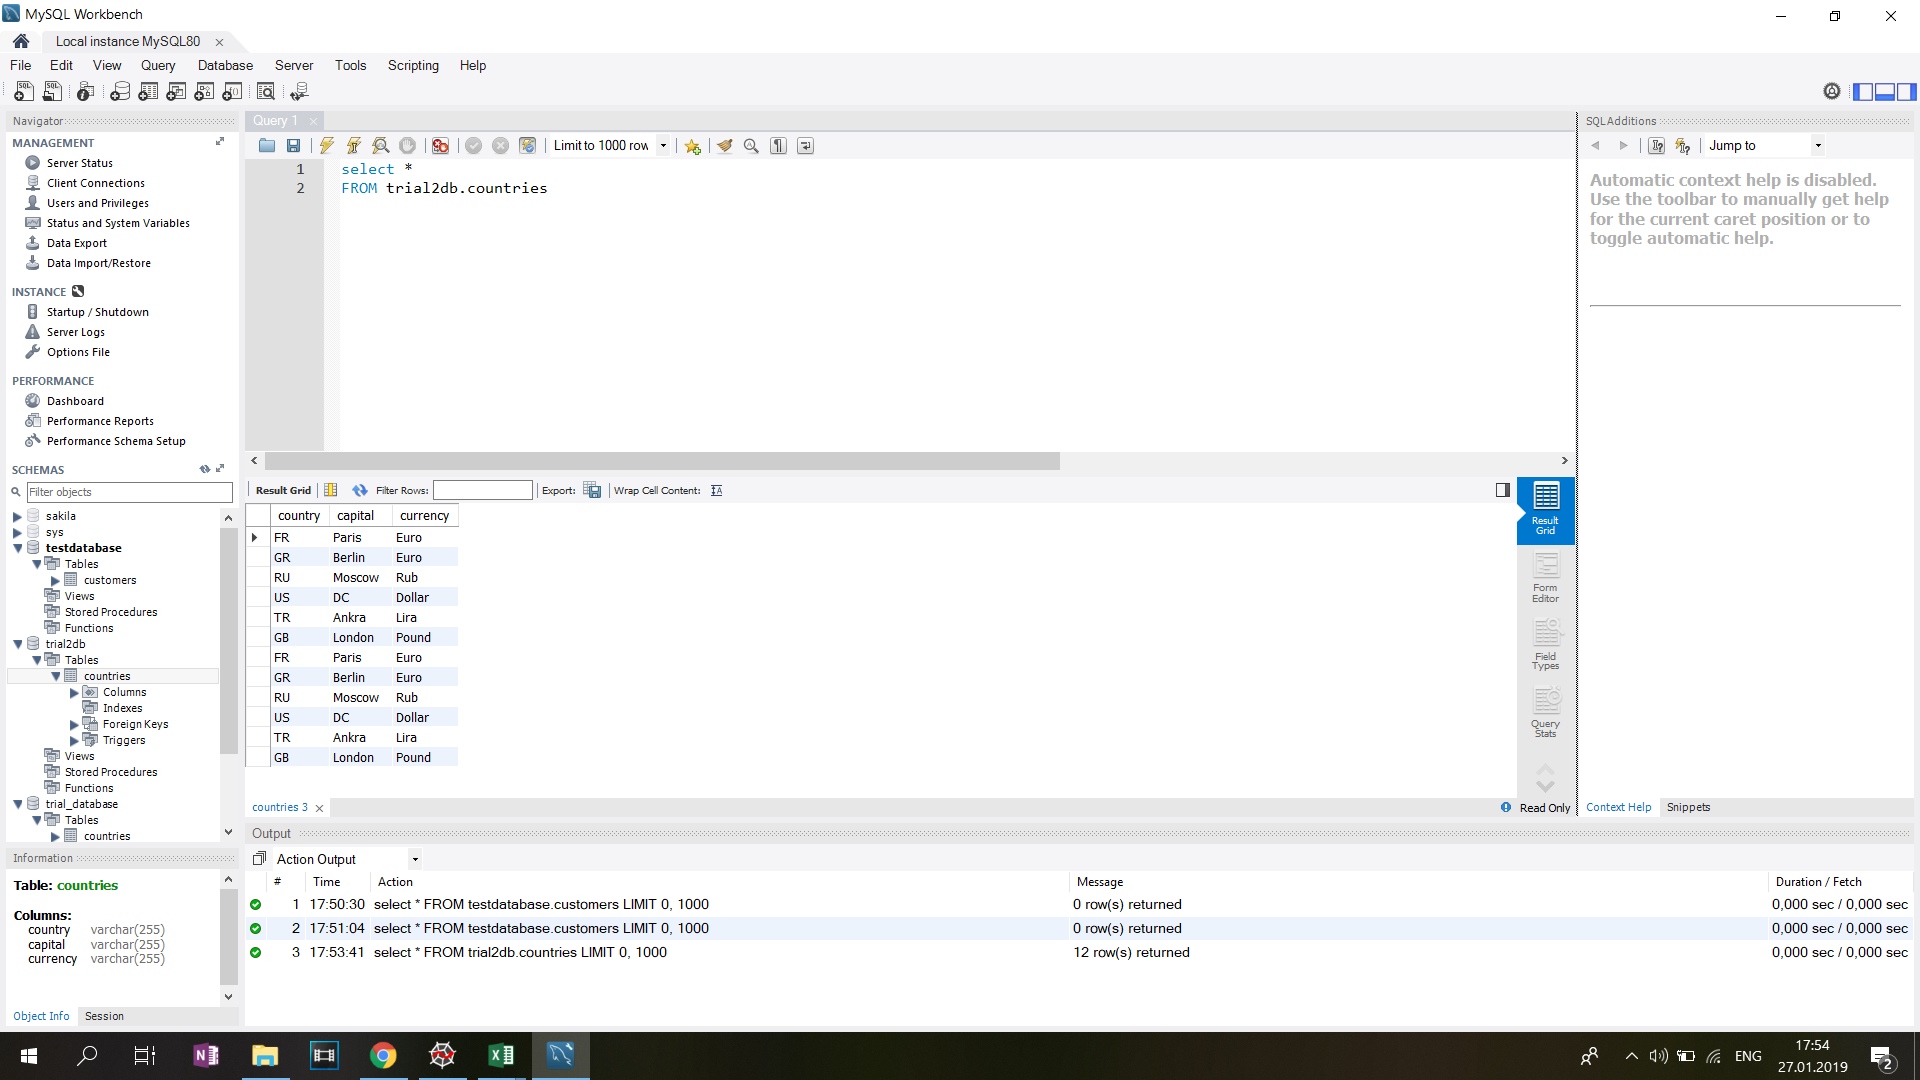 MySQL Workbench
Local instance MySQL80
File Edit View Query Database Server Tools Scripting Help
Navigator
MANAGEMENT
Server Status
Client Connections
Users and Privileges
Status and System Variables
Data Export
Data Import/Restore
INSTANCE
Startup / Shutdown
Server Logs
Options File
PERFORMANCE
Dashboard
Performance Reports
Performance Schema Setup
SCHEMAS
Filter objects
sakila
sys
testdatabase
Tables
customers
Views
Stored Procedures
Functions
trial2db
Tables
countries
Columns
Indexes
Foreign Keys
Triggers
Views
Stored Procedures
Functions
trial_database
Tables
countries
Information
Table: countries
Columns:
country varchar(255)
capital varchar(255)
currency varchar(255)
Object Info Session
Query 1
Limit to 1000 row
1 select *
2 FROM trial2db.countries
Result Grid Filter Rows: Export: Wrap Cell Content:
country capital currency
FR Paris Euro
GR Berlin Euro
RU Moscow Rub
US DC Dollar
TR Ankra Lira
GB London Pound
FR Paris Euro
GR Berlin Euro
RU Moscow Rub
US DC Dollar
TR Ankra Lira
GB London Pound
Result
Grid
Form
Editor
Field
Types
Query
Stats
countries 3
Read Only
SQLAdditions
Jump to
Automatic context help is disabled.
Use the toolbar to manually get help
for the current caret position or to
toggle automatic help.
Context Help Snippets
Output
Action Output
# Time Action Message Duration / Fetch
1 17:50:30 select * FROM testdatabase.customers LIMIT 0, 1000 0 row(s) returned 0,000 sec / 0,000 sec
2 17:51:04 select * FROM testdatabase.customers LIMIT 0, 1000 0 row(s) returned 0,000 sec / 0,000 sec
3 17:53:41 select * FROM trial2db.countries LIMIT 0, 1000 12 row(s) returned 0,000 sec / 0,000 sec
ENG
17:54
27.01.2019
2